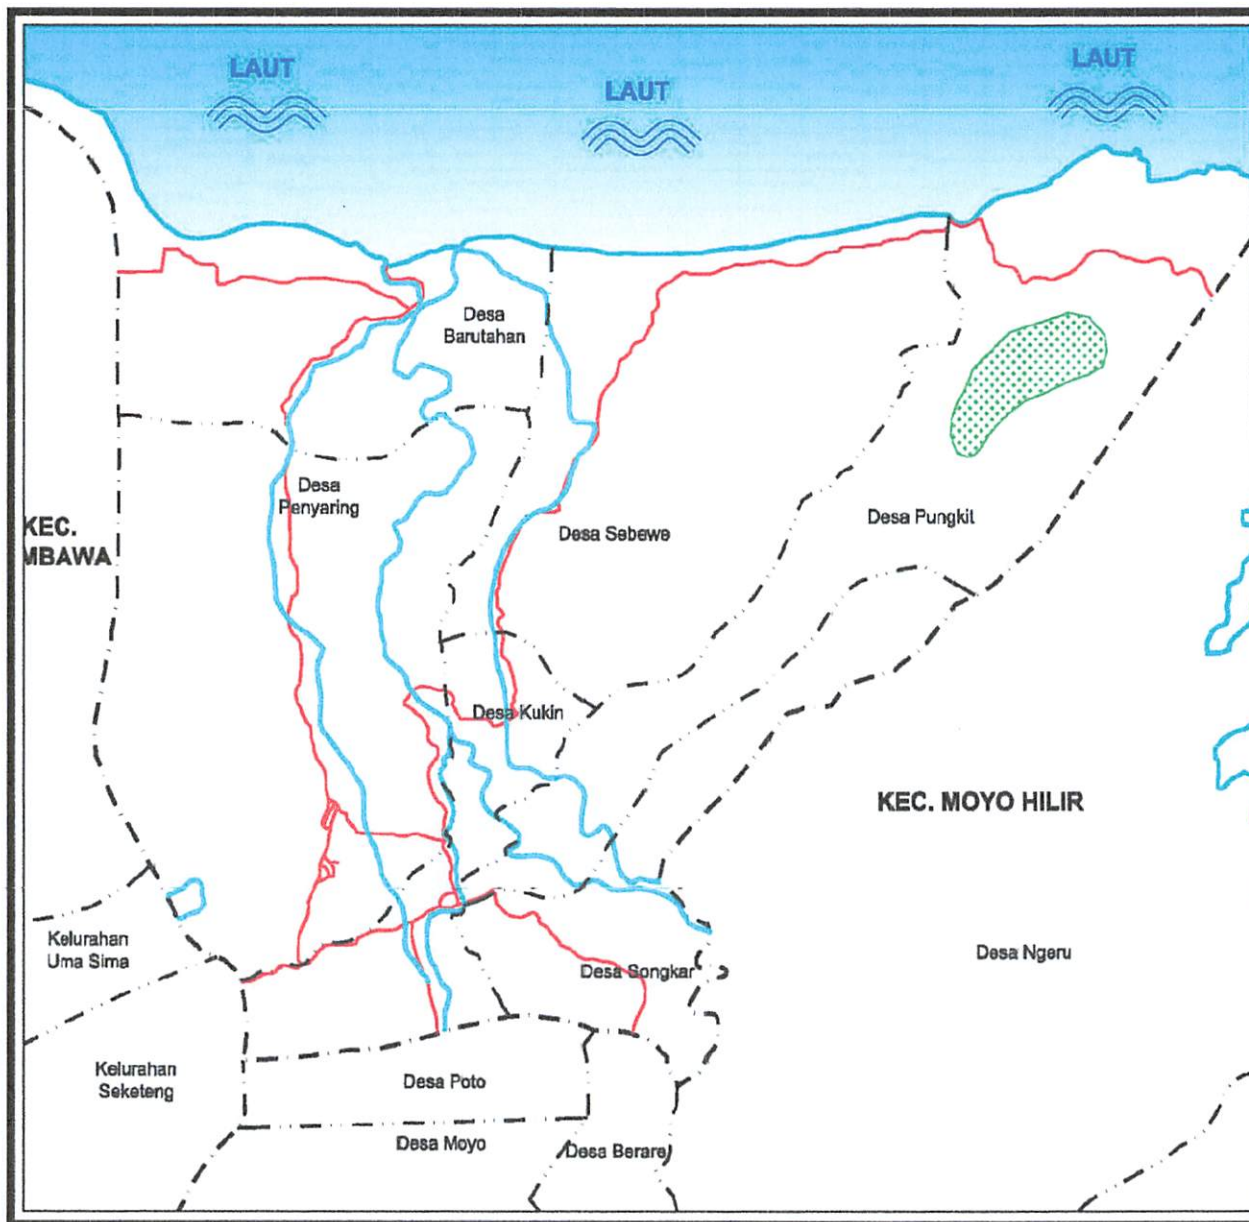 LAUT
LAUT
LAUT
Desa
Barutahan
Desa
Penyaring
KEC.
MBAWA
Desa Sebewe
Desa Pungkit
Desa Kukin
KEC. MOYO HILIR
Kelurahan
Uma Sima
Desa Songkar
Desa Ngeru
Kelurahan
Seketeng
Desa Poto
Desa Moyo
Desa Berare